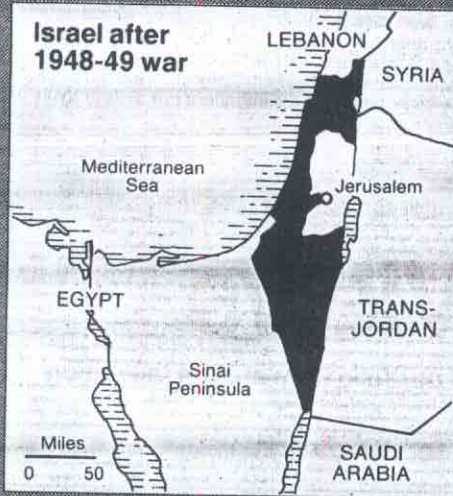 Israel after
1948-49 war
LEBANON
SYRIA
Mediterranean
Sea
Jerusalem
EGYPT
TRANS-
JORDAN
Sinai
Peninsula
Miles
0 50
SAUDI
ARABIA